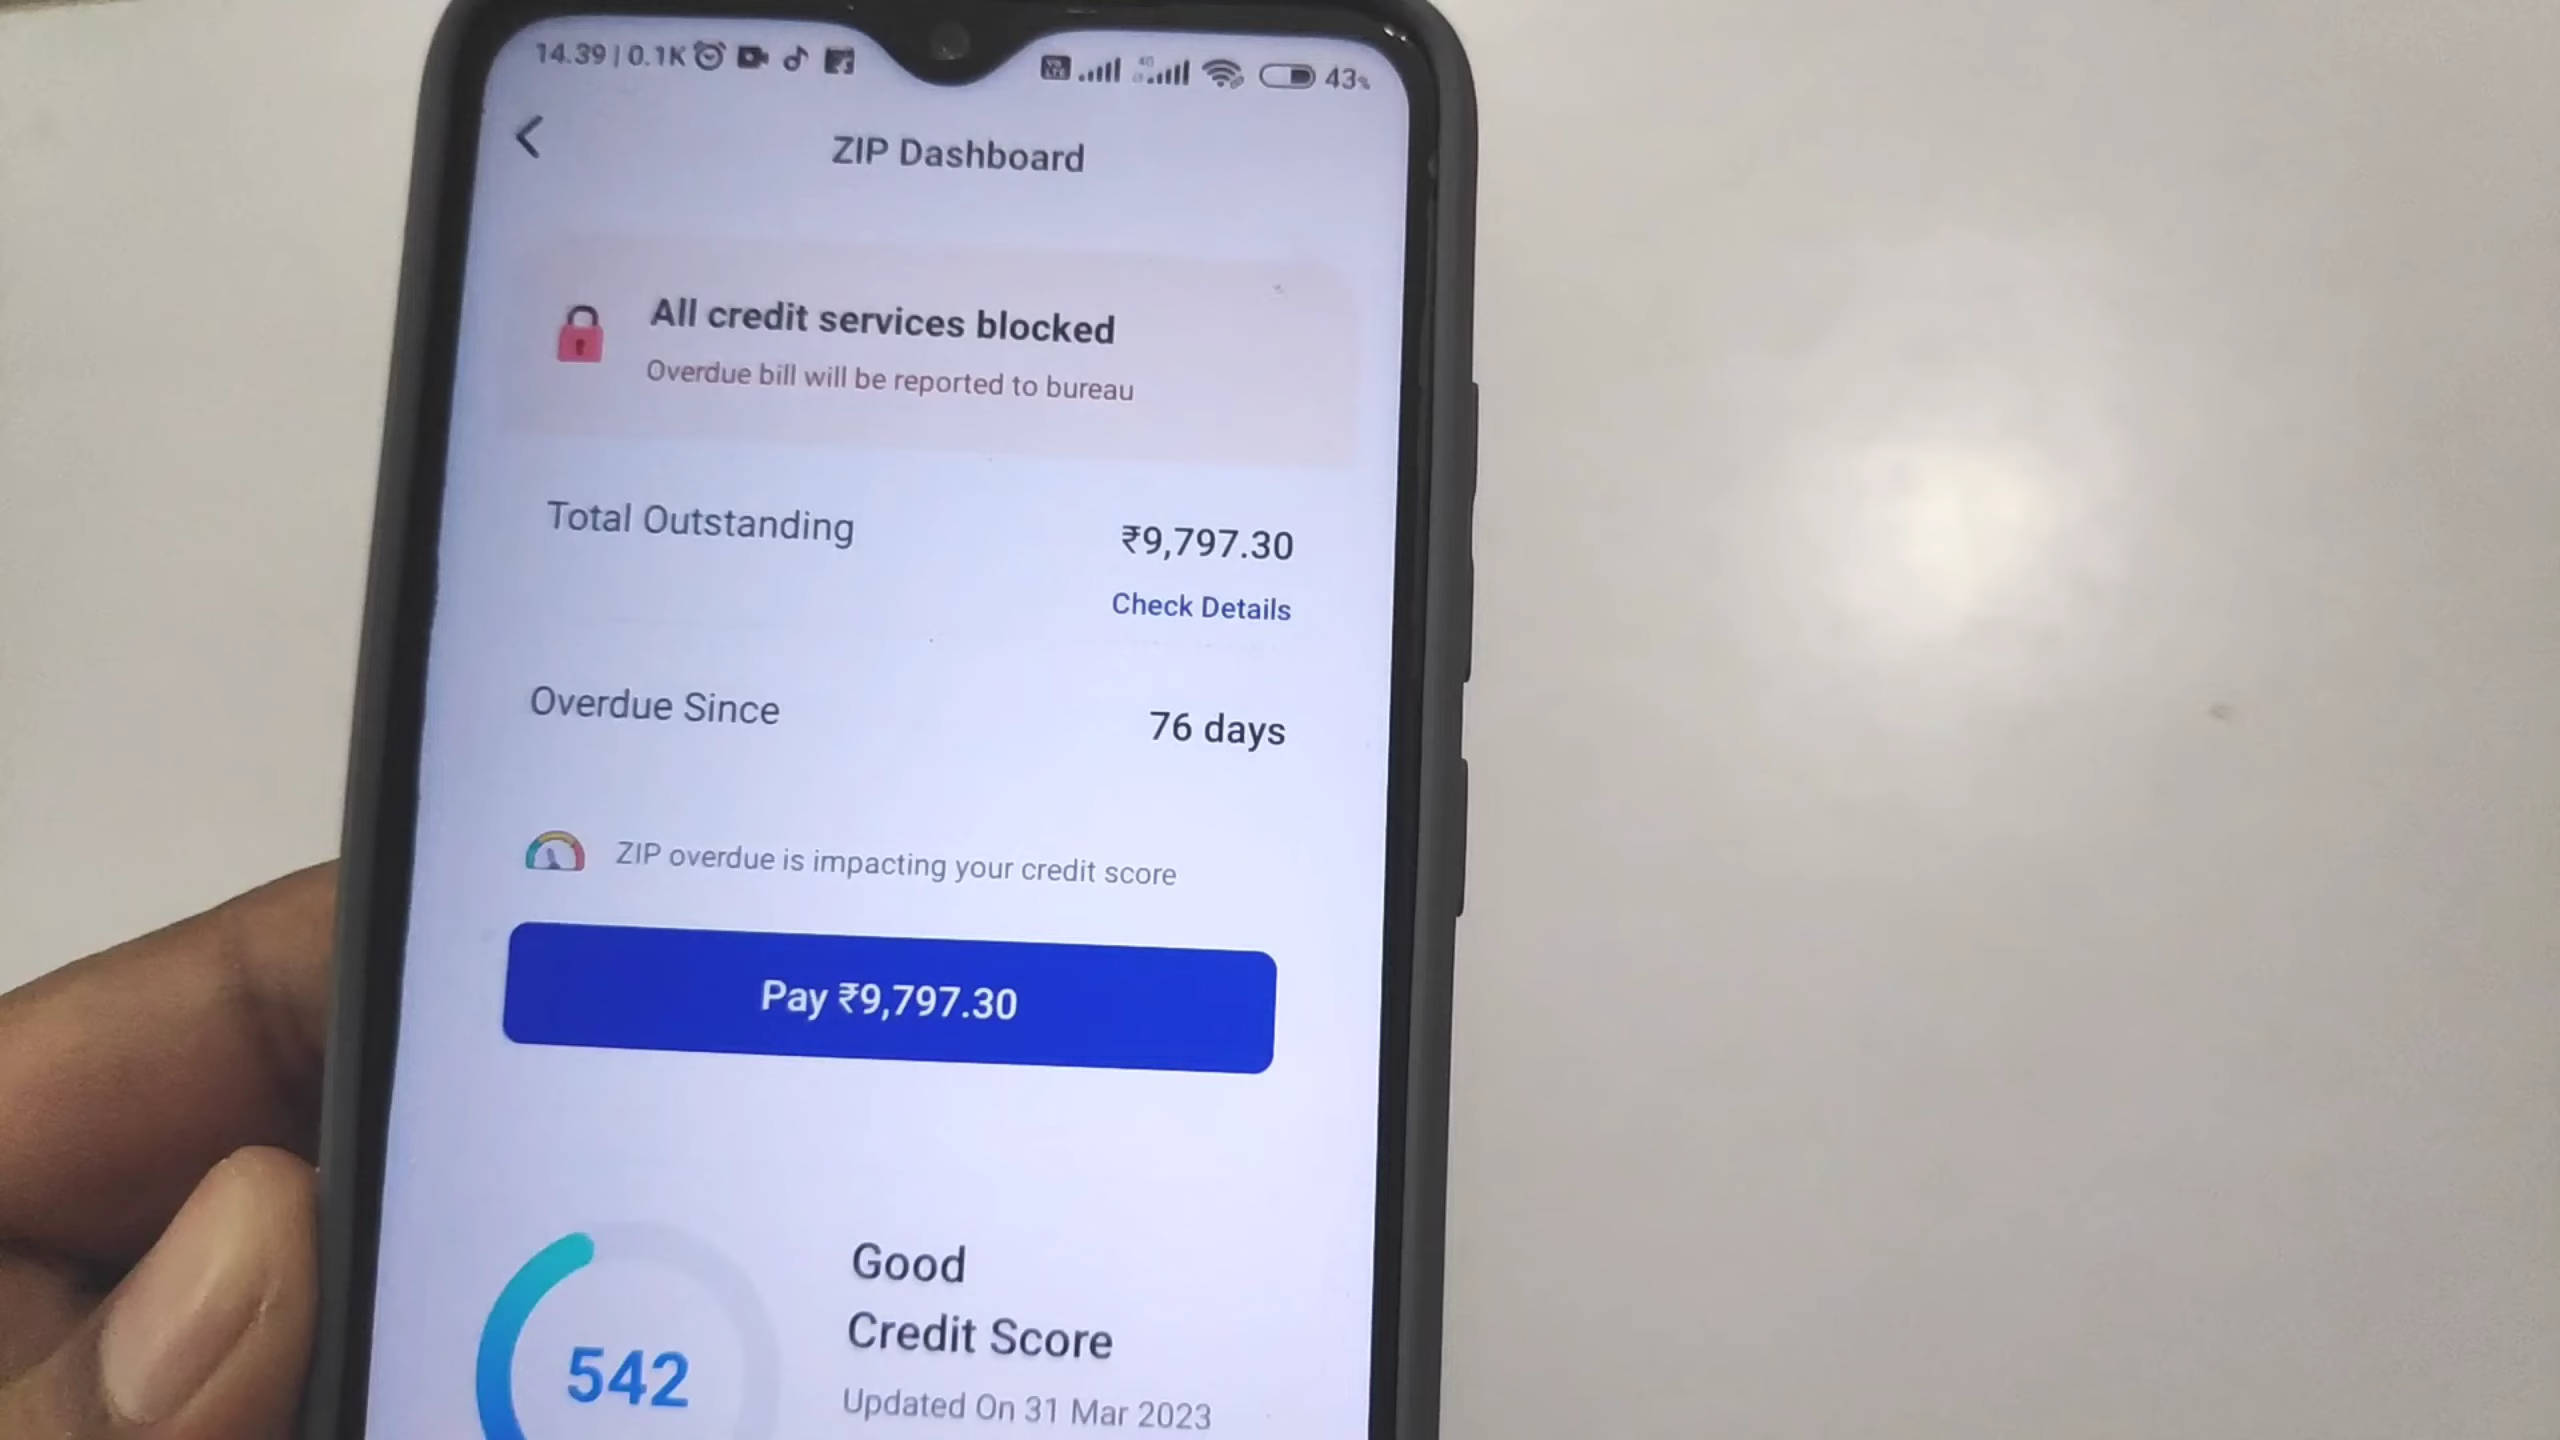 14.39 | 0.1K 43%
ZIP Dashboard
All credit services blocked
Overdue bill will be reported to bureau
Total Outstanding ₹9,797.30
Check Details
Overdue Since 76 days
ZIP overdue is impacting your credit score
Pay ₹9,797.30
Good
Credit Score
542
Updated On 31 Mar 2023